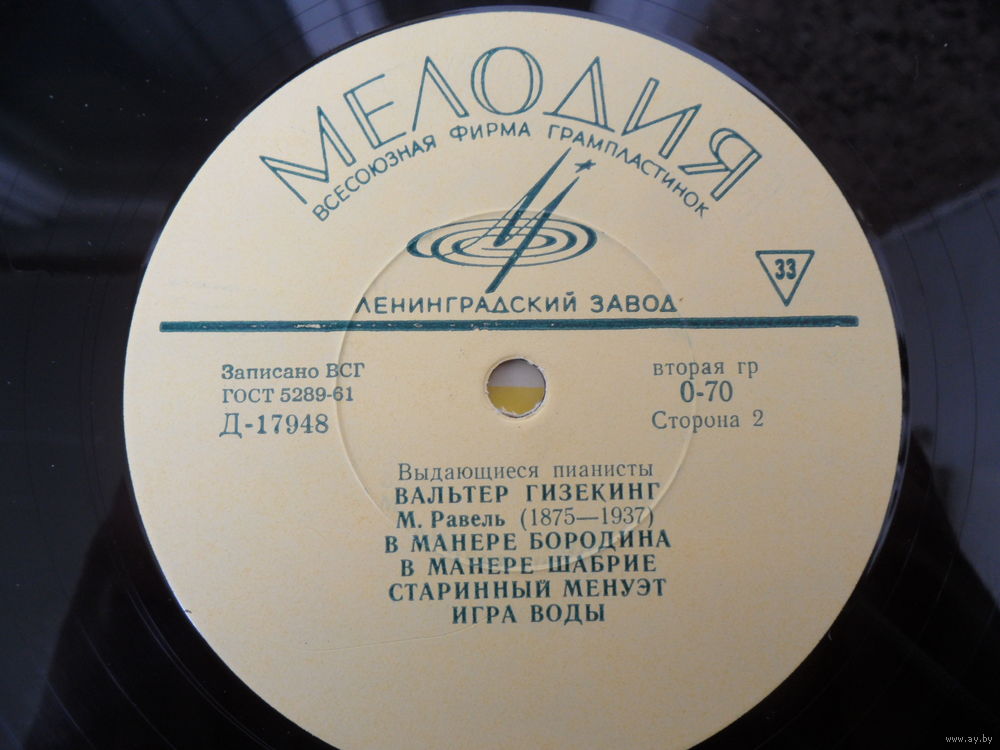 МЕЛОДИЯ
ВСЕСОЮЗНАЯ ФИРМА ГРАМПЛАСТИНОК
33
ЛЕНИНГРАДСКИЙ ЗАВОД
Записано ВСГ
ГОСТ 5289-61
Д-17948
вторая гр
0-70
Сторона 2
Выдающиеся пианисты
ВАЛЬТЕР ГИЗЕКИНГ
М. Равель (1875—1937)
В МАНЕРЕ БОРОДИНА
В МАНЕРЕ ШАБРИЕ
СТАРИННЫЙ МЕНУЭТ
ИГРА ВОДЫ
www.ay.by